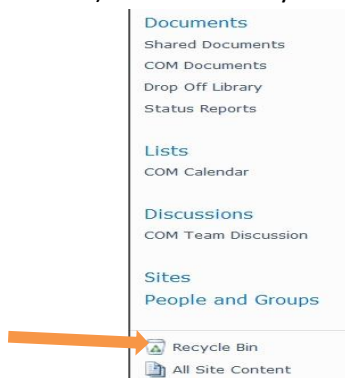 Documents
Shared Documents
COM Documents
Drop Off Library
Status Reports
Lists
COM Calendar
Discussions
COM Team Discussion
Sites
People and Groups
Recycle Bin
All Site Content